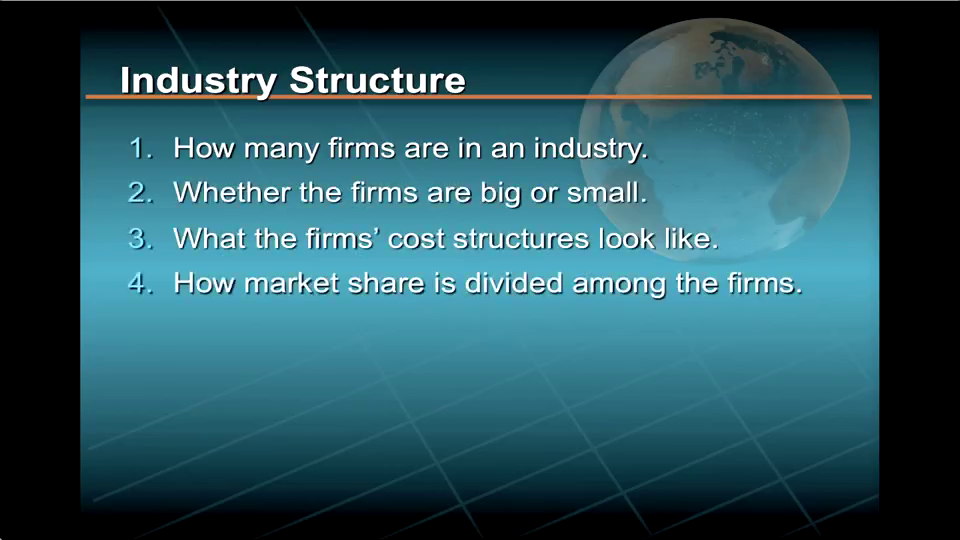 Industry Structure
1. How many firms are in an industry.
2. Whether the firms are big or small.
3. What the firms’ cost structures look like.
4. How market share is divided among the firms.